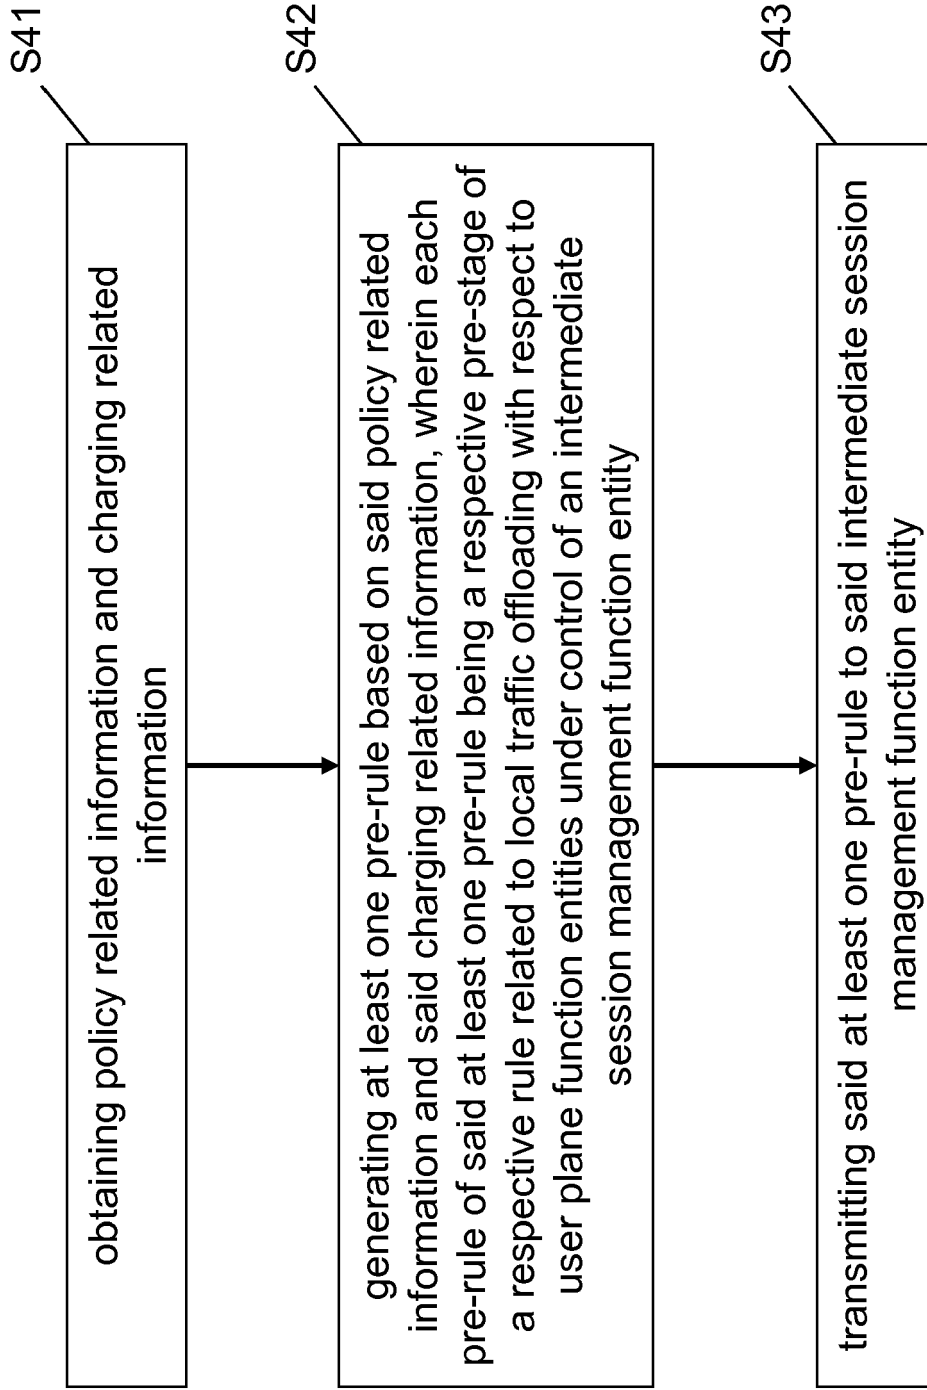 S41
obtaining policy related information and charging related
information
S42
generating at least one pre-rule based on said policy related
information and said charging related information, wherein each
pre-rule of said at least one pre-rule being a respective pre-stage of
a respective rule related to local traffic offloading with respect to
user plane function entities under control of an intermediate
session management function entity
S43
transmitting said at least one pre-rule to said intermediate session
management function entity